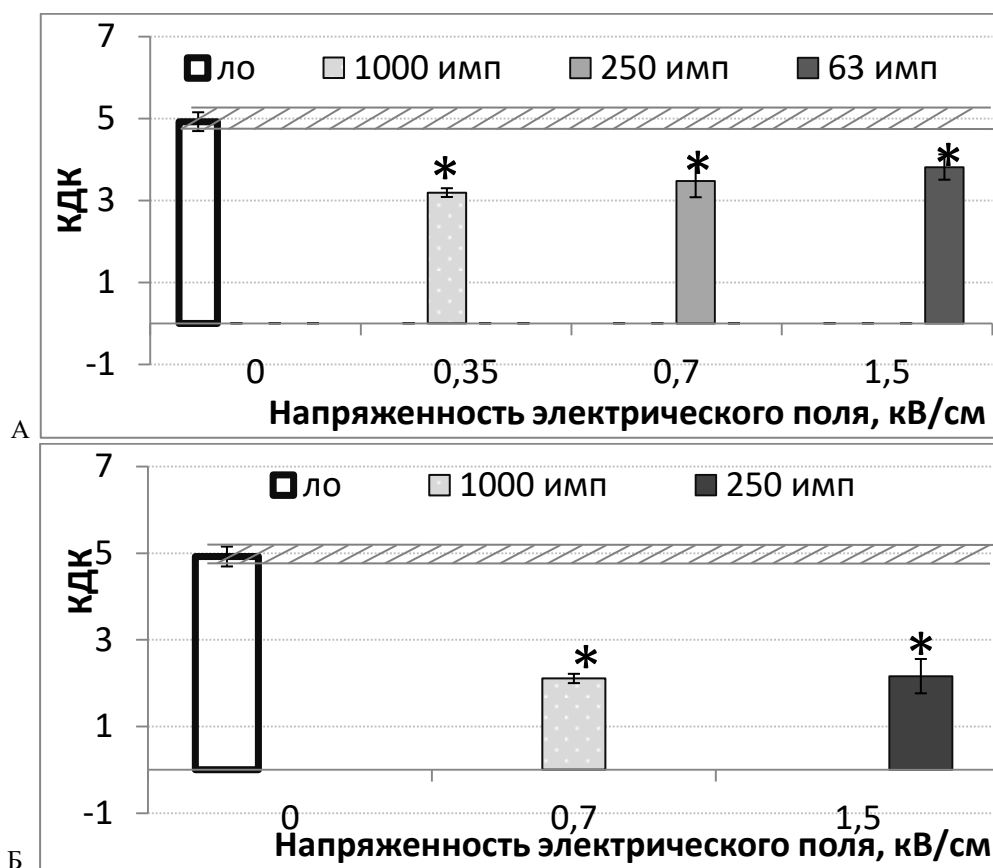 7
ло 1000 имп 250 имп 63 имп
5
*
*
*
КДК
3
1
-1
0 0,35 0,7 1,5
Напряженность электрического поля, кВ/см
А
7
ло 1000 имп 250 имп
5
КДК
3
*
*
1
-1
0 0,7 1,5
Напряженность электрического поля, кВ/см
Б